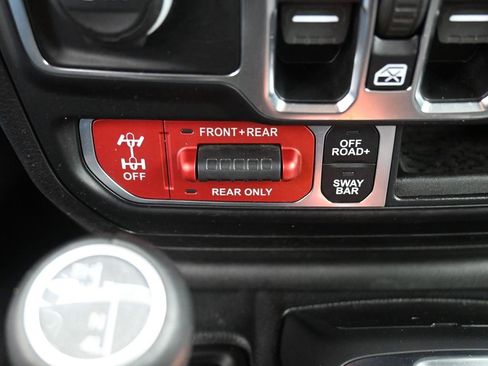 FRONT+REAR
OFF
REAR ONLY
OFF
ROAD+
SWAY
BAR